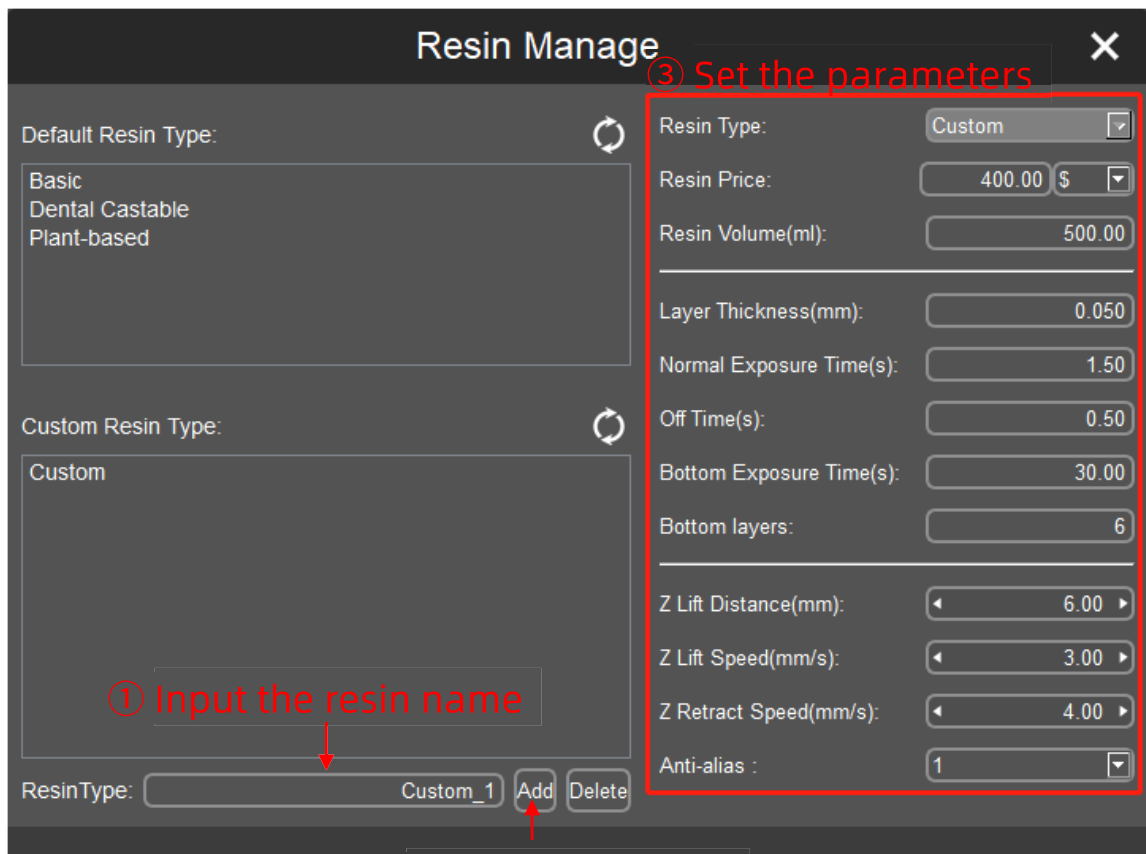 Resin Manage
③ Set the parameters
Default Resin Type:
Basic
Dental Castable
Plant-based
Custom Resin Type:
Custom
① Input the resin name
ResinType: Custom_1 Add Delete
Resin Type: Custom
Resin Price: 400.00 $
Resin Volume(ml): 500.00
Layer Thickness(mm): 0.050
Normal Exposure Time(s): 1.50
Off Time(s): 0.50
Bottom Exposure Time(s): 30.00
Bottom layers: 6
Z Lift Distance(mm): 6.00
Z Lift Speed(mm/s): 3.00
Z Retract Speed(mm/s): 4.00
Anti-alias : 1